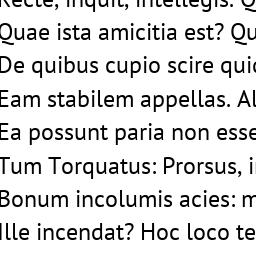 Recte, inquit, intellegis. Q
Quae ista amicitia est? Qu
De quibus cupio scire quid
Eam stabilem appellas. Al
Ea possunt paria non esse
Tum Torquatus: Prorsus, i
Bonum incolumis acies: m
Ille incendat? Hoc loco te